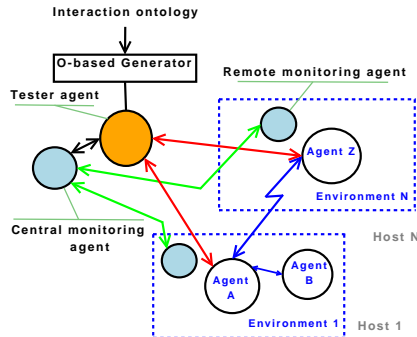 Interaction ontology
O-based Generator
Remote monitoring agent
Tester agent
Agent Z
Environment N
Central monitoring
agent
Host N
Agent
A
Agent
B
Environment 1
Host 1